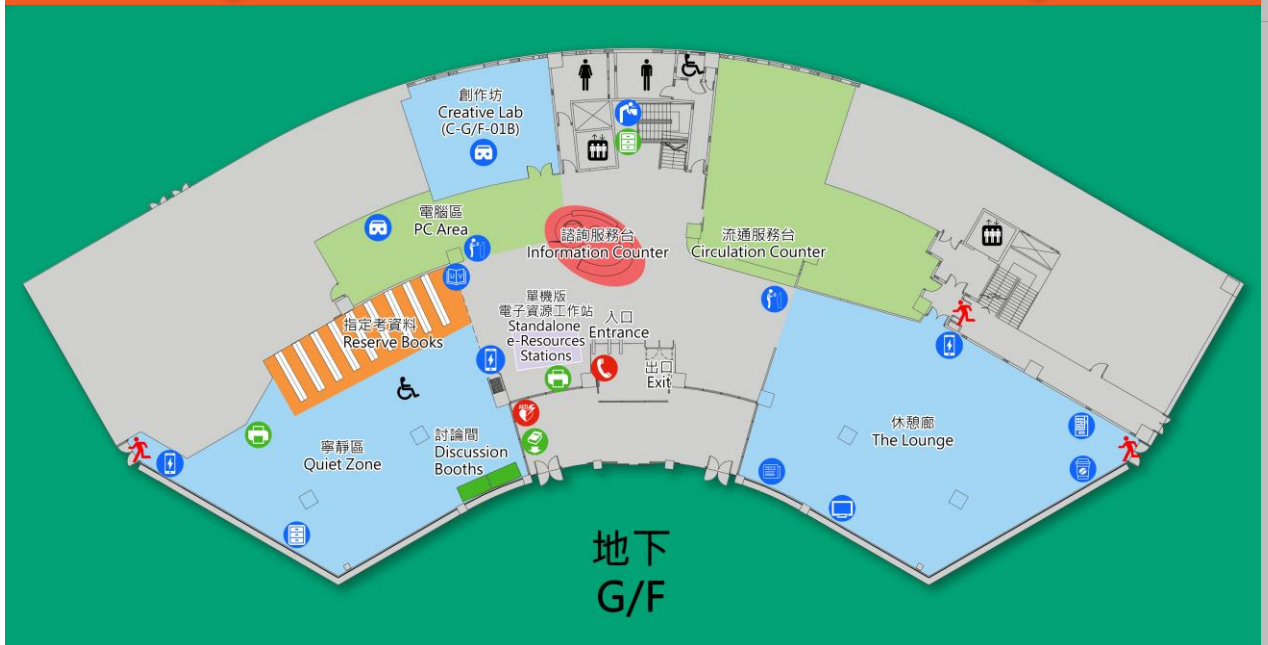 創作坊
Creative Lab
(C-G/F-01B)
電腦區
PC Area
諮詢服務台
Information Counter
流通服務台
Circulation Counter
單機版
電子資源工作站
Standalone
e-Resources
Stations
入口
Entrance
出口
Exit
指定考資料
Reserve Books
寧靜區
Quiet Zone
討論間
Discussion
Booths
休憩廊
The Lounge
AED
U V
地下
G/F